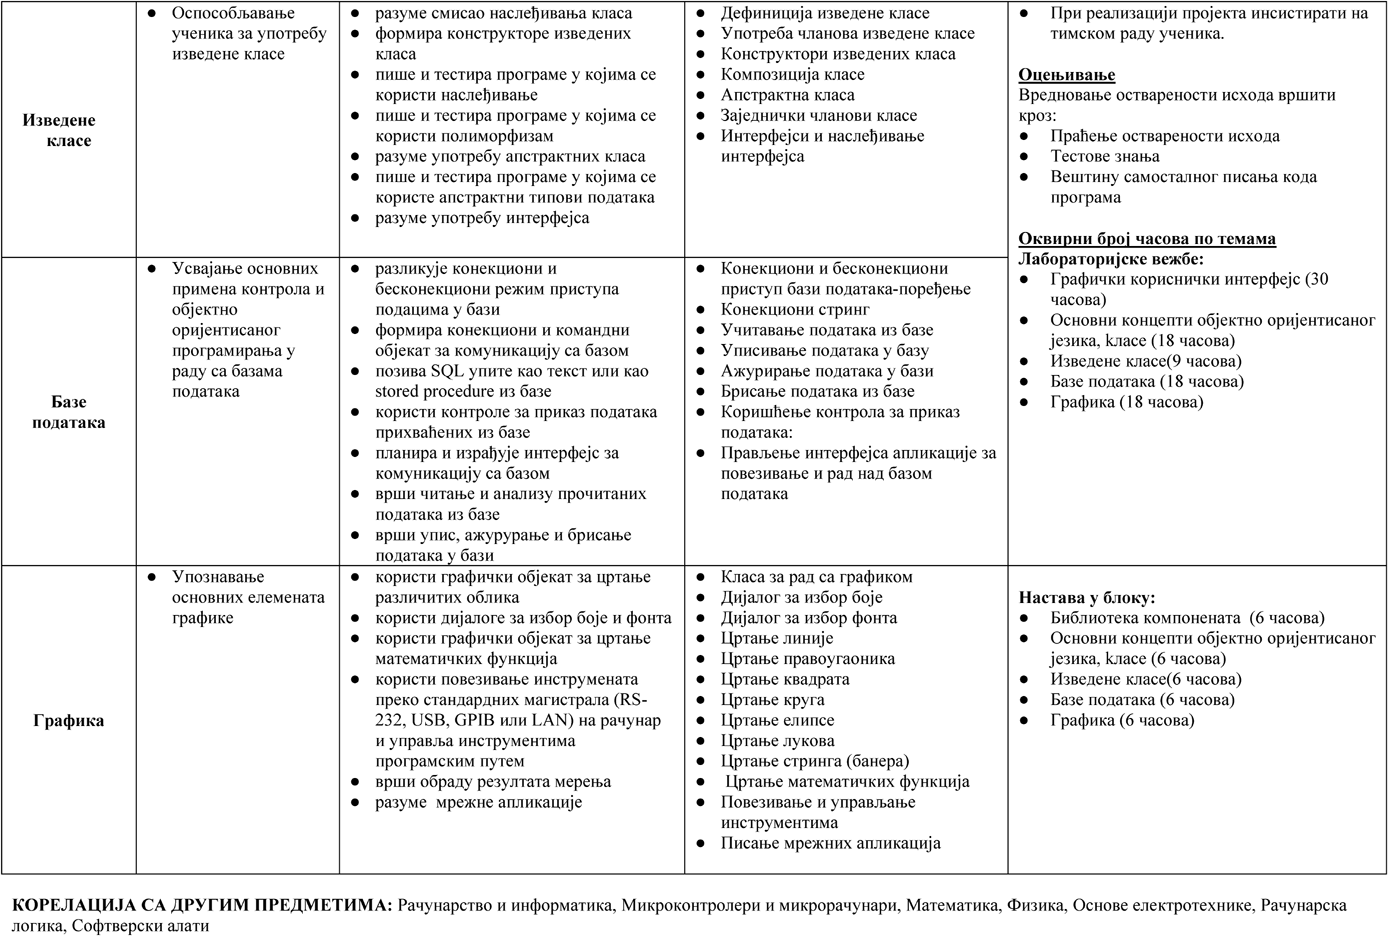 Изведене
класе
● Оспособљавање
ученика за употребу
изведене класе
● разуме смисао наслеђивања класа
● формира конструкторе изведених
класа
● пише и тестира програме у којима се
користи наслеђивање
● пише и тестира програме у којима се
користи полиморфизам
● разуме употребу апстрактних класа
● пише и тестира програме у којима се
користе апстрактни типови података
● разуме употребу интерфејса
● Дефиниција изведене класе
● Употреба чланова изведене класе
● Конструктори изведених класа
● Композиција класе
● Апстрактна класа
● Заједнички чланови класе
● Интерфејси и наслеђивање
интерфејса
● При реализацији пројекта инсистирати на
тимском раду ученика.
Оцењивање
Вредновање остварености исхода вршити
кроз:
● Праћење остварености исхода
● Тестове знања
● Вештину самосталног писања кода
програма
Оквирни број часова по темама
Лабораторијске вежбе:
● Графички кориснички интерфејс (30
часова)
● Основни концепти објектно оријентисаног
језика, kласе (18 часова)
● Изведене класе(9 часова)
● Базе података (18 часова)
● Графика (18 часова)
Базе
података
● Усвајање основних
примена контрола и
објектно
оријентисаног
програмирања у
раду са базама
података
● разликује конекциони и
бесконекциони режим приступа
подацима у бази
● формира конекциони и командни
објекат за комуникацију са базом
● позива SQL упите као текст или као
stored procedure из базе
● користи контроле за приказ података
прихваћених из базе
● планира и израђује интерфејс за
комуникацију са базом
● врши читање и анализу прочитаних
података из базе
● врши упис, ажурурање и брисање
података у бази
● Конекциони и бесконекциони
приступ бази података-поређење
● Конекциони стринг
● Учитавање података из базе
● Уписивање података у базу
● Ажурирање података у бази
● Брисање података из базе
● Коришћење контрола за приказ
података:
● Прављење интерфејса апликације за
повезивање и рад над базом
података
Графика
● Упознавање
основних елемената
графике
● користи графички објекат за цртање
различитих облика
● користи дијалоге за избор боје и фонта
● користи графички објекат за цртање
математичких функција
● користи повезивање инструмената
преко стандардних магистрала (RS-
232, USB, GPIB или LAN) на рачунар
и управља инструментима
програмским путем
● врши обраду резултата мерења
● разуме мрежне апликације
● Класа за рад са графиком
● Дијалог за избор боје
● Дијалог за избор фонта
● Цртање линије
● Цртање правоугаоника
● Цртање квадрата
● Цртање круга
● Цртање елипсе
● Цртање лукова
● Цртање стринга (банера)
● Цртање математичких функција
● Повезивање и управљање
инструментима
● Писање мрежних апликација
Настава у блоку:
● Библиотека компонената (6 часова)
● Основни концепти објектно оријентисаног
језика, kласе (6 часова)
● Изведене класе(6 часова)
● Базе података (6 часова)
● Графика (6 часова)
КОРЕЛАЦИЈА СА ДРУГИМ ПРЕДМЕТИМА: Рачунарство и информатика, Микроконтролери и микрорачунари, Математика, Физика, Основе електротехнике, Рачунарска
логика, Софтверски алати